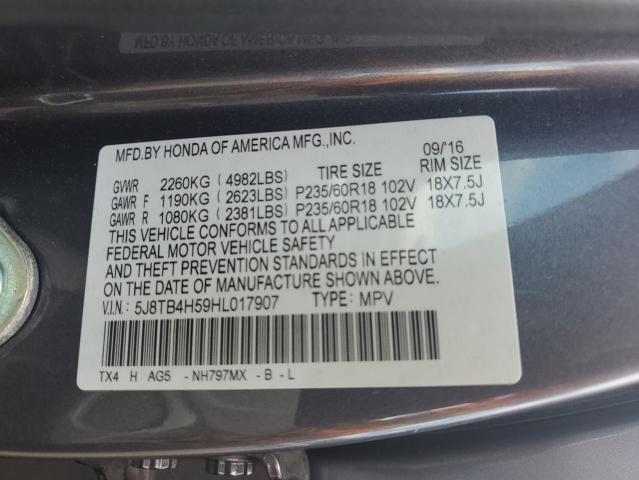 MFD.BY HONDA OF AMERICA MFG.,INC. 09/16
TIRE SIZE RIM SIZE
GVWR 2260KG ( 4982LBS)
GAWR F 1190KG ( 2623LBS) P235/60R18 102V 18X7.5J
GAWR R 1080KG ( 2381LBS) P235/60R18 102V 18X7.5J
THIS VEHICLE CONFORMS TO ALL APPLICABLE
FEDERAL MOTOR VEHICLE SAFETY
AND THEFT PREVENTION STANDARDS IN EFFECT
ON THE DATE OF MANUFACTURE SHOWN ABOVE.
V.I.N.: 5J8TB4H59HL017907 TYPE: MPV
TX4 H AG5 -NH797MX -B -L